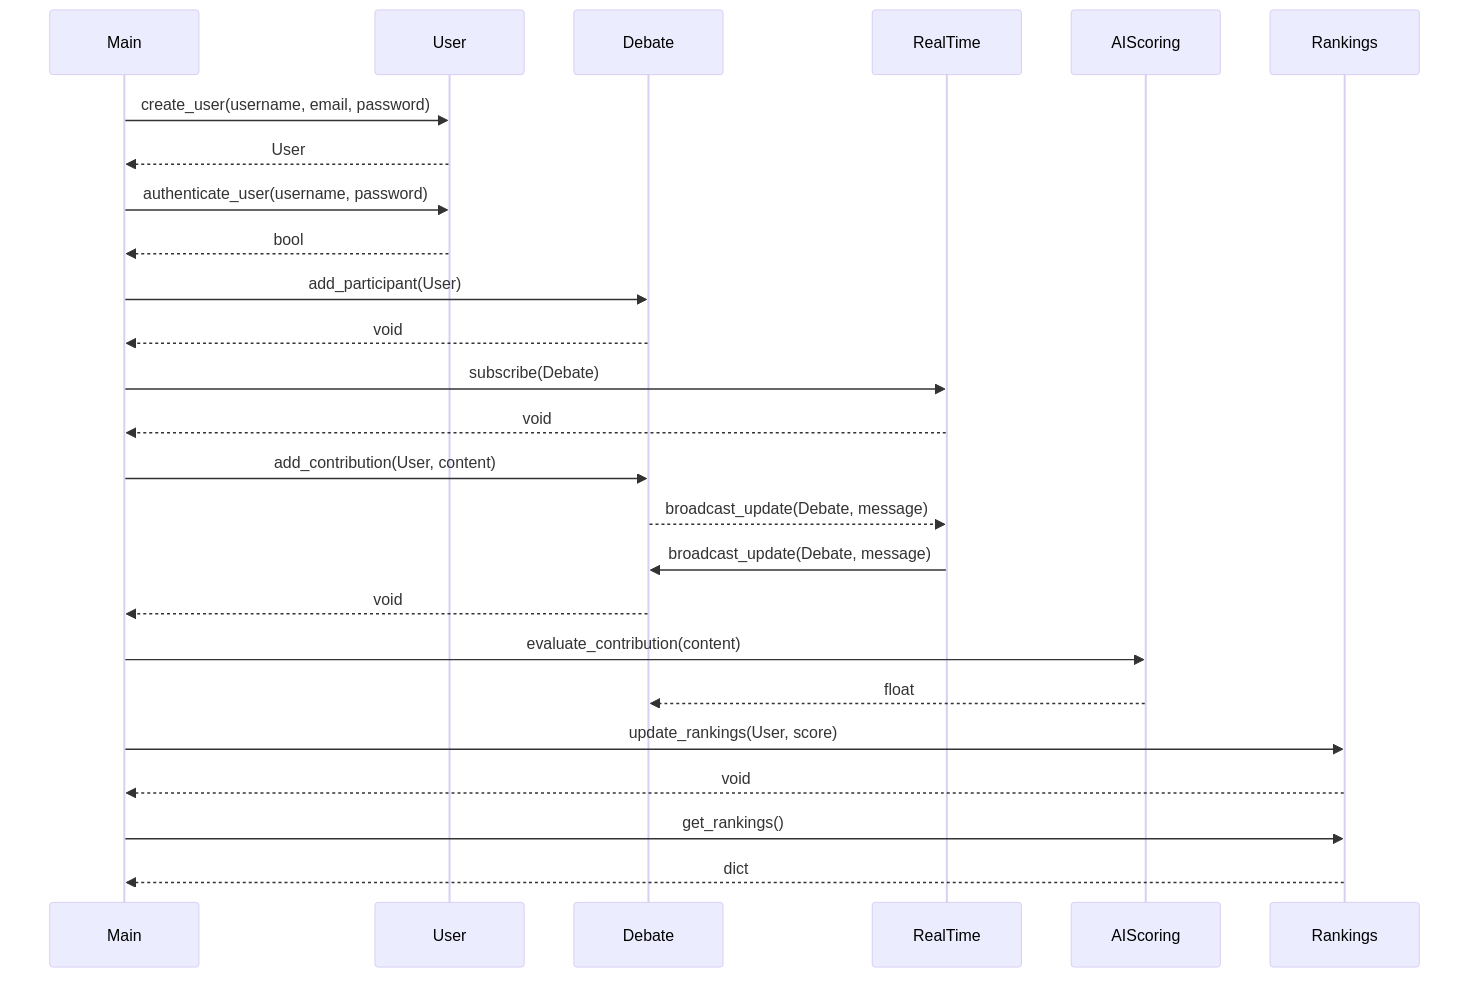 Main
User
Debate
RealTime
AIScoring
Rankings
create_user(username, email, password)
User
authenticate_user(username, password)
bool
add_participant(User)
void
subscribe(Debate)
void
add_contribution(User, content)
broadcast_update(Debate, message)
broadcast_update(Debate, message)
void
evaluate_contribution(content)
float
update_rankings(User, score)
void
get_rankings()
dict
Main
User
Debate
RealTime
AIScoring
Rankings